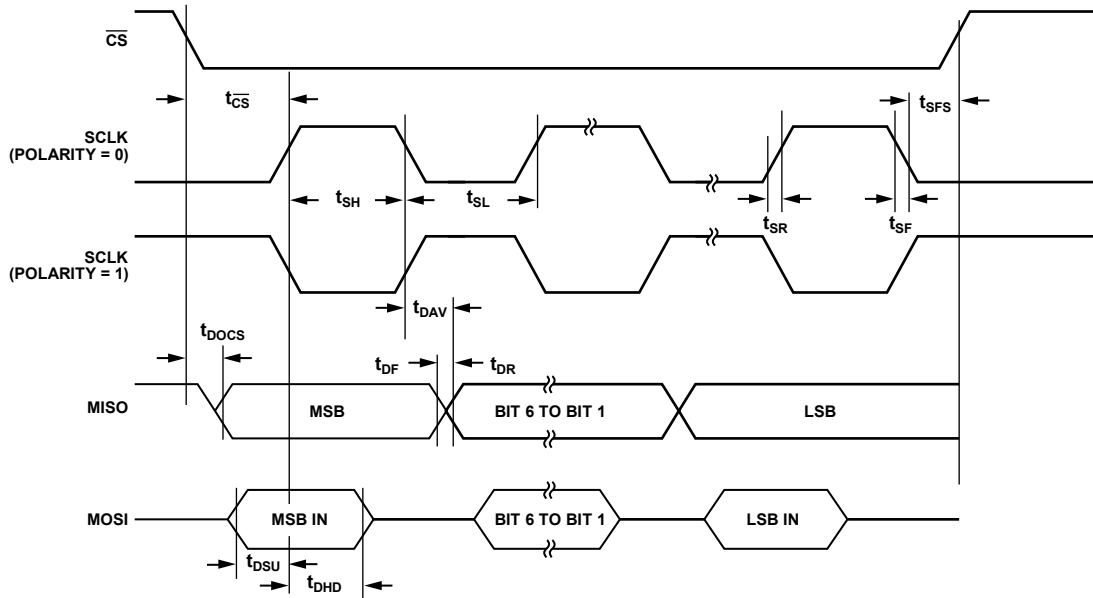 CS
tCS
tSFS
SCLK
(POLARITY = 0)
tSH
tSL
tSR
tSF
SCLK
(POLARITY = 1)
tDAV
tDOCS
tDF
tDR
MISO
MSB
BIT 6 TO BIT 1
LSB
MOSI
MSB IN
BIT 6 TO BIT 1
LSB IN
tDSU
tDHD